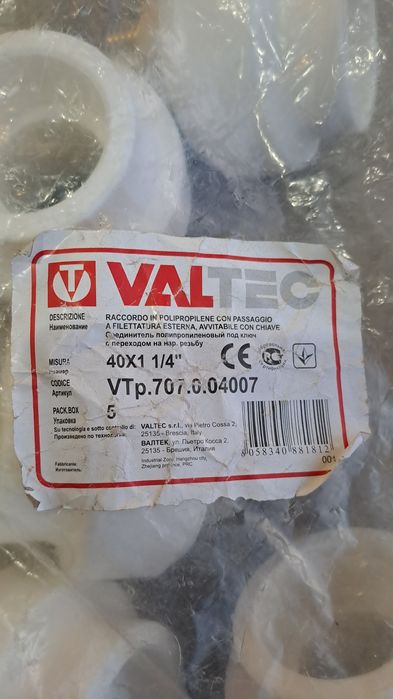 VALTEC
DESCRIZIONE RACCORDO IN POLIPROPILENE CON PASSAGGIO
Наименование A FILETTATURA ESTERNA, AVVITABILE CON CHIAVE
Соединитель полипропиленовый под ключ
с переходом на нар. резьбу
MISURA 40X1 1/4"
Размер
CODICE VTp.707.0.04007
Артикул
PACK.BOX 5
Упаковка
Su tecnologia e sotto controllo di: VALTEC s.r.l., via Pietro Cossa 2,
Произведено по технологии 25135 - Brescia, Italy
ВАЛТЕК, ул. Пьетро Косса 2,
25135 - Брешия, Италия
Fabbricante: Industrial Zone, Hangzhou city,
Изготовитель: Zhejiang province, PRC
8 058340 881812
001